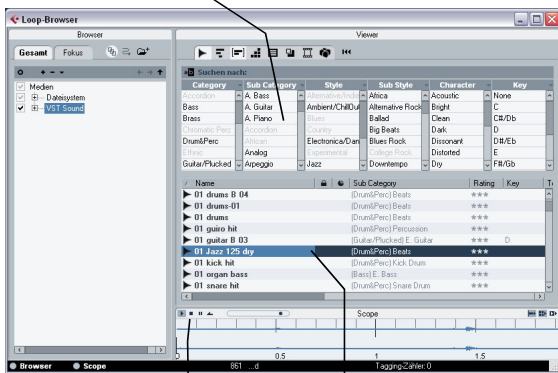 Loop-Browser
Browser
Viewer
Gesamt Fokus
Medien
Dateisystem
VST Sound
Suchen nach:
Category Sub Category Style Sub Style Character Key
Accordion A. Bass Alternative/Indie Africa Acoustic None
Bass A. Guitar Ambient/ChillOut Alternative Rock Bright C
Brass A. Piano Blues Ballad Clean C#/Db
Chromatic Perc Accordion Country Big Beats Dark D
Drum&Perc African Electronica/Dan Blues Rock Dissonant D#/Eb
Ethnic Analog Experimental College Rock Distorted E
Guitar/Plucked Arpeggio Jazz Downtempo Dry F#/Gb
Name Sub Category Rating Key
01 drums B 04 (Drum&Perc) Beats ***
01 drums-01 (Drum&Perc) Beats ***
01 drums (Drum&Perc) Beats ***
01 guiro hit (Drum&Perc) Percussion ***
01 guitar B 03 (Guitar/Plucked) E. Guitar *** D
01 Jazz 125 dry (Drum&Perc) Beats ***
01 kick hit (Drum&Perc) Kick Drum ***
01 organ bass (Bass) E. Bass ***
01 snare hit (Drum&Perc) Snare Drum ***
Scope
0 0.5 1 1.5
Browser Scope 861 ...d Tagging-Zähler: 0